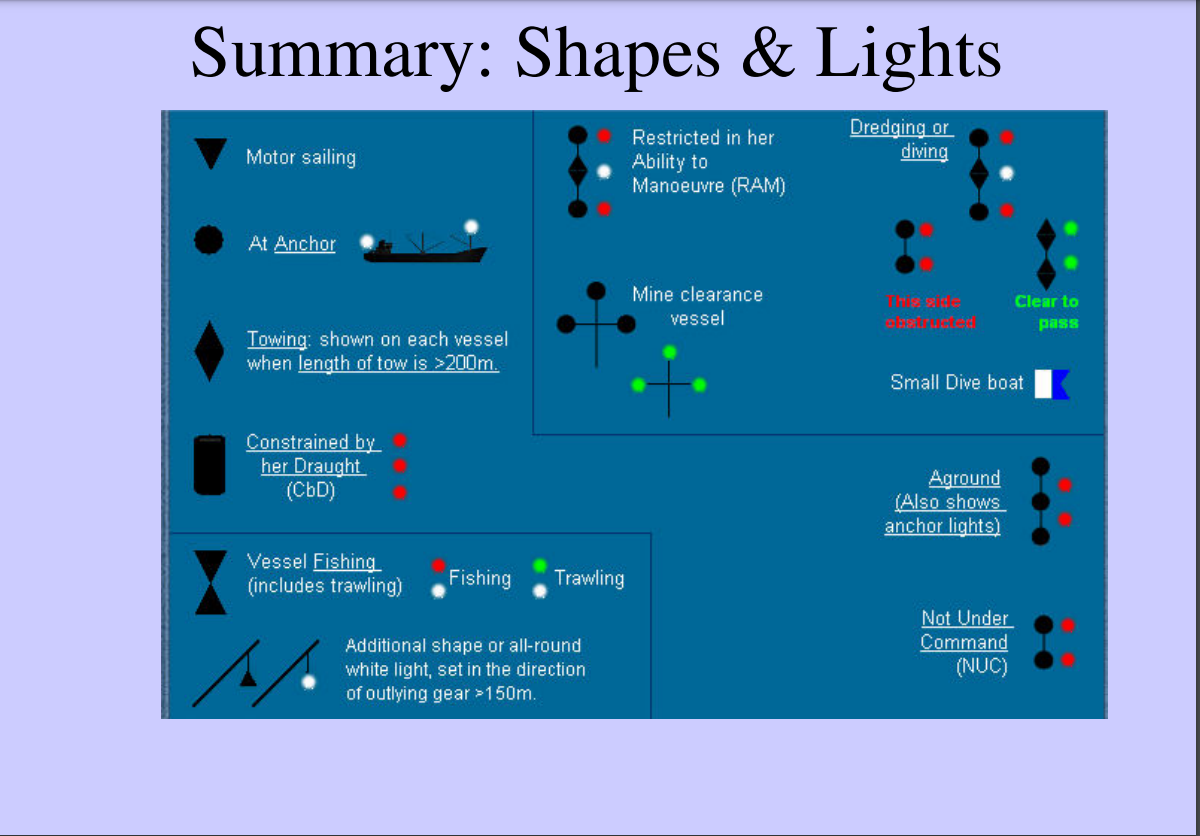 Summary: Shapes & Lights
Motor sailing
At Anchor
Towing: shown on each vessel
when length of tow is >200m.
Constrained by
her Draught
(CbD)
Vessel Fishing
(includes trawling)
Fishing
Trawling
Additional shape or all-round
white light, set in the direction
of outlying gear >150m.
Restricted in her
Ability to
Manoeuvre (RAM)
Dredging or
diving
This side
obstructed
Clear to
pass
Mine clearance
vessel
Small Dive boat
Aground
(Also shows
anchor lights)
Not Under
Command
(NUC)